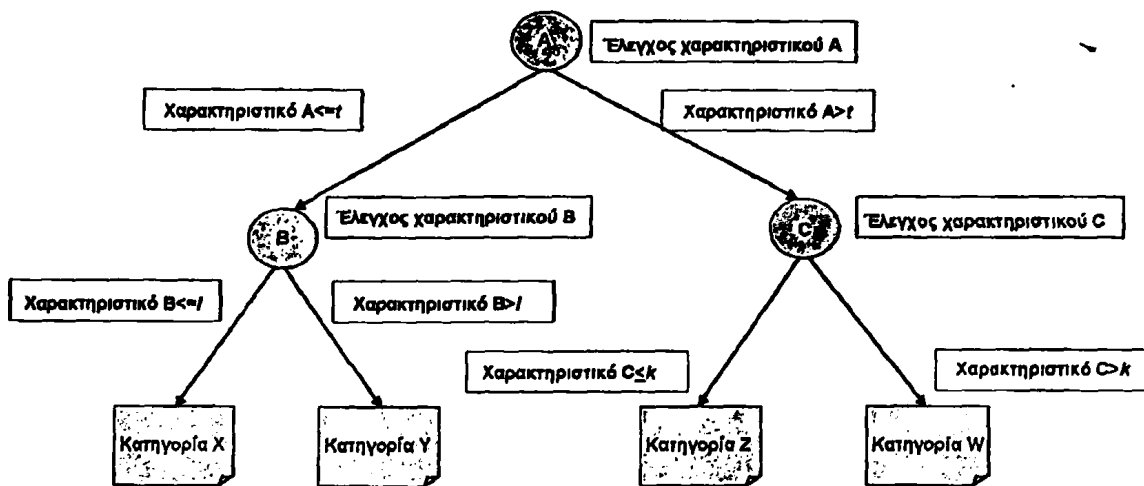 A
Έλεγχος χαρακτηριστικού A
Χαρακτηριστικό A<=t
Χαρακτηριστικό A>t
B
Έλεγχος χαρακτηριστικού B
C
Έλεγχος χαρακτηριστικού C
Χαρακτηριστικό B<=l
Χαρακτηριστικό B>l
Χαρακτηριστικό C≤k
Χαρακτηριστικό C>k
Κατηγορία X
Κατηγορία Y
Κατηγορία Z
Κατηγορία W